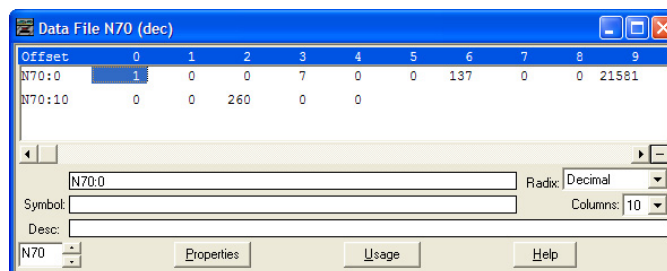 Data File N70 (dec)
Offset 0 1 2 3 4 5 6 7 8 9
N70:0 1 0 0 7 0 0 137 0 0 21581
N70:10 0 0 260 0 0
N70:0 Radix: Decimal
Symbol: Columns: 10
Desc:
N70 Properties Usage Help